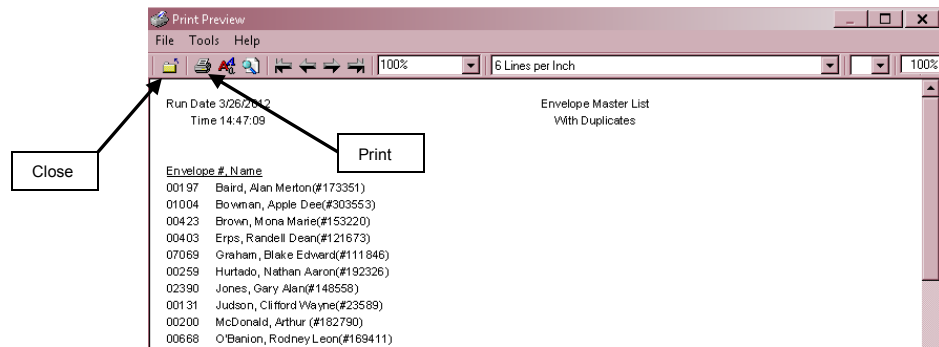 Print Preview
File Tools Help
100% 6 Lines per Inch 100%
Run Date 3/26/2012 Envelope Master List
Time 14:47:09 With Duplicates
Print
Close
Envelope #, Name
00197 Baird, Alan Merton(#173351)
01004 Bowman, Apple Dee(#303553)
00423 Brown, Mona Marie(#153220)
00403 Erps, Randell Dean(#121673)
07069 Graham, Blake Edward(#111846)
00259 Hurtado, Nathan Aaron(#192326)
02390 Jones, Gary Alan(#148558)
00131 Judson, Clifford Wayne(#23589)
00200 McDonald, Arthur (#182790)
00668 O'Banion, Rodney Leon(#169411)